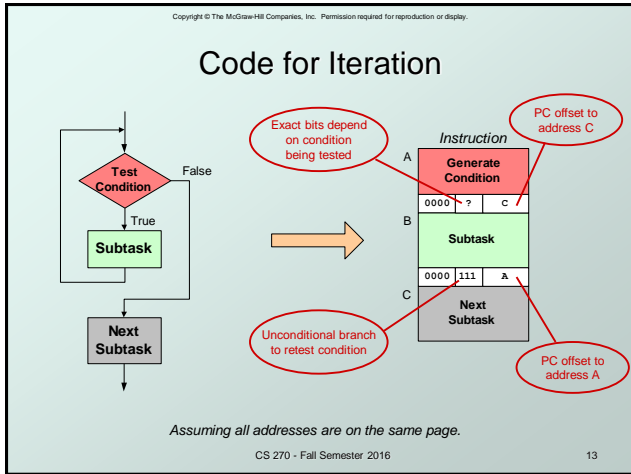 Copyright © The McGraw-Hill Companies, Inc. Permission required for reproduction or display.
Code for Iteration
Test
Condition
False
True
Subtask
Next
Subtask
Exact bits depend
on condition
being tested
Instruction
PC offset to
address C
A
Generate
Condition
0000 ? C
B
Subtask
0000 111 A
C
Next
Subtask
Unconditional branch
to retest condition
PC offset to
address A
Assuming all addresses are on the same page.
CS 270 - Fall Semester 2016
13